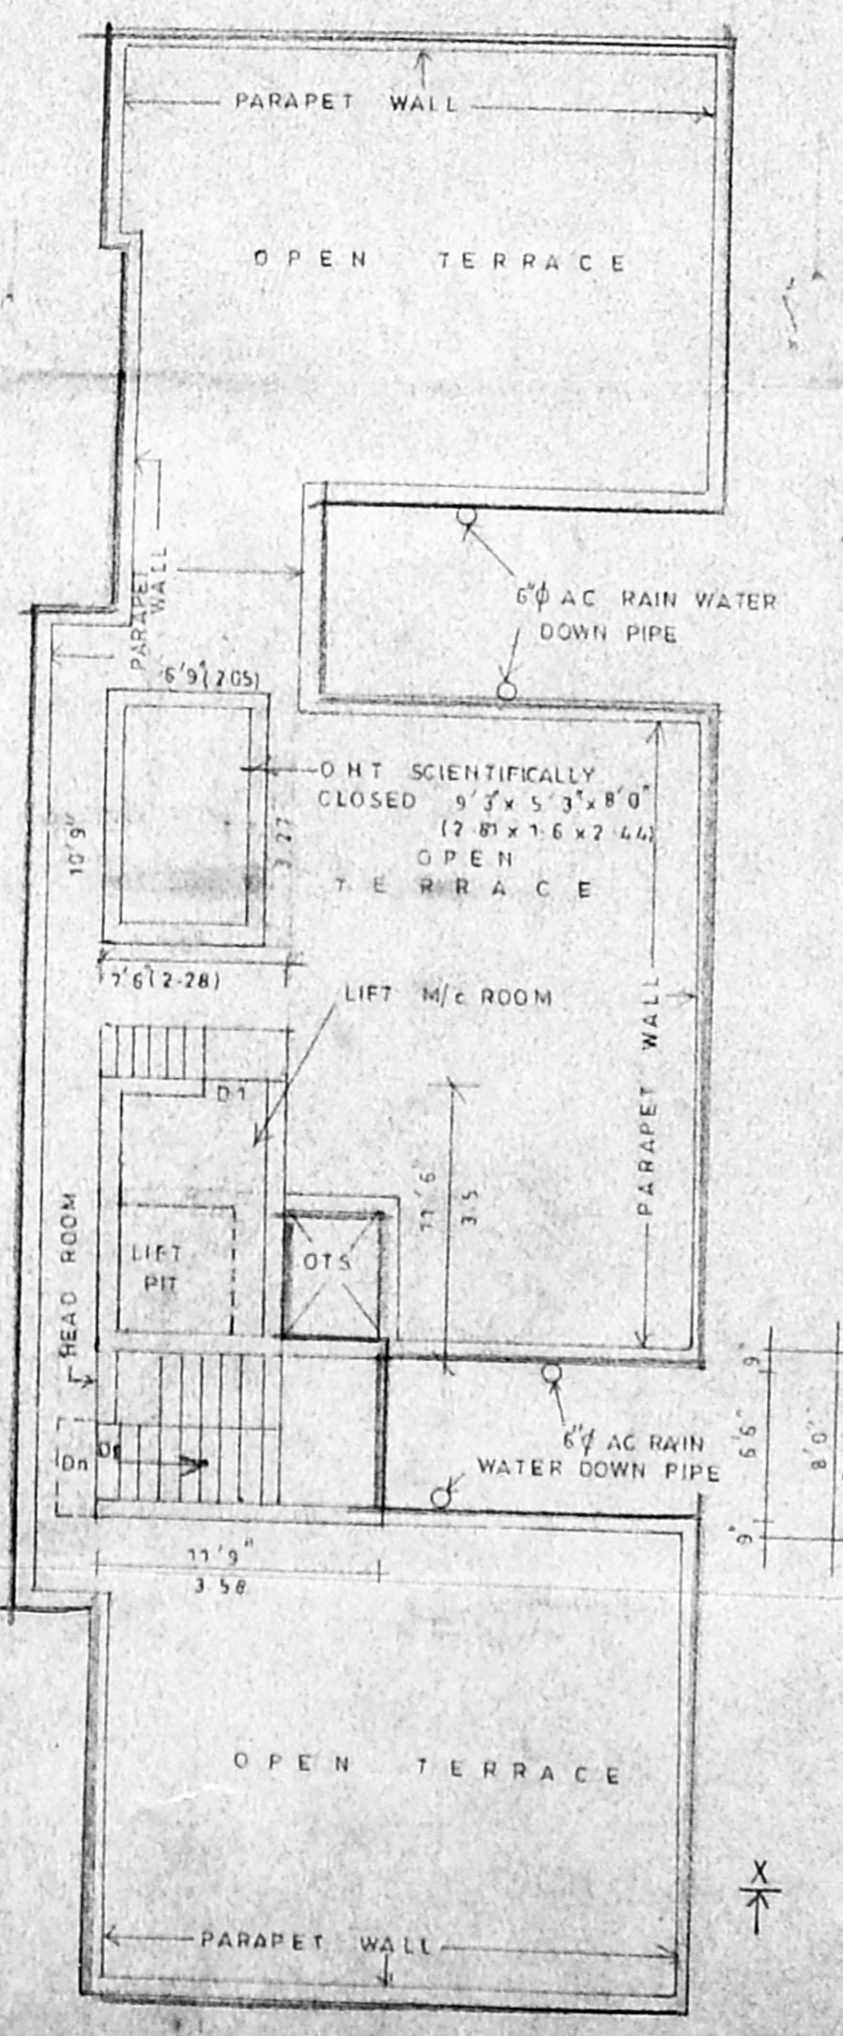 PARAPET WALL
OPEN TERRACE
PARAPET
WALL
6"φ AC RAIN WATER
DOWN PIPE
6'9"(2.05)
O H T SCIENTIFICALLY
CLOSED 9'3"x 5'3"x 8'0"
(2.81 x 1.6 x 2.44)
OPEN
TERRACE
10'9"
3.27
7'6"(2.28)
LIFT M/c ROOM
PARAPET WALL
D1
11'6"
3.5
HEAD ROOM
LIFT
PIT
OTS
9"
6'6"
8'0"
9"
6"φ AC RAIN
WATER DOWN PIPE
Dn
11'9"
3.58
OPEN TERRACE
X
PARAPET WALL